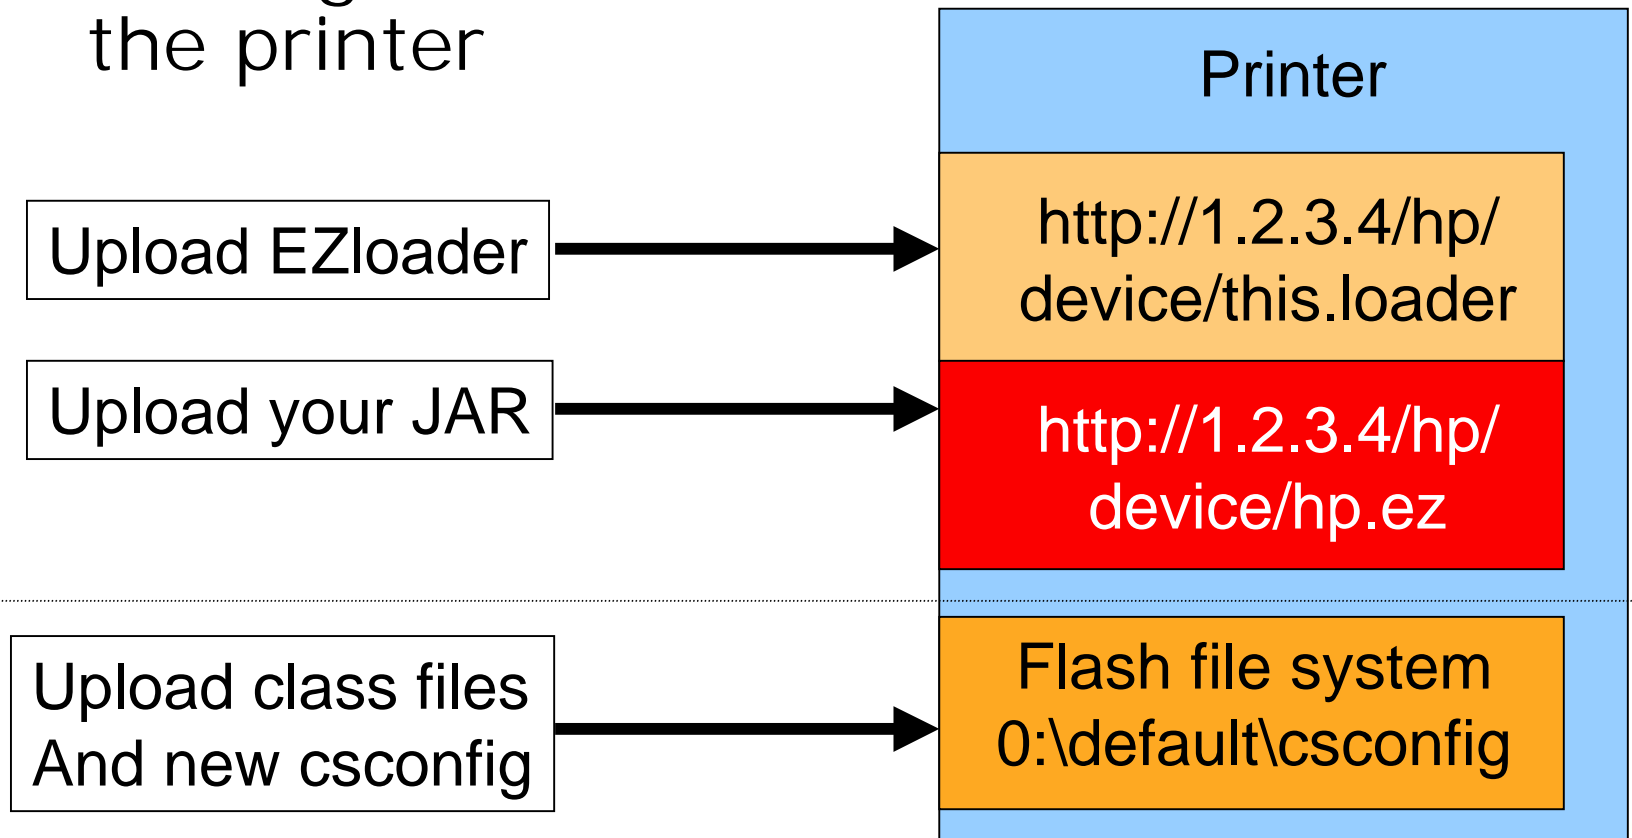 the printer
Printer
Upload EZloader
http://1.2.3.4/hp/
device/this.loader
Upload your JAR
http://1.2.3.4/hp/
device/hp.ez
Upload class files
And new csconfig
Flash file system
0:\default\csconfig